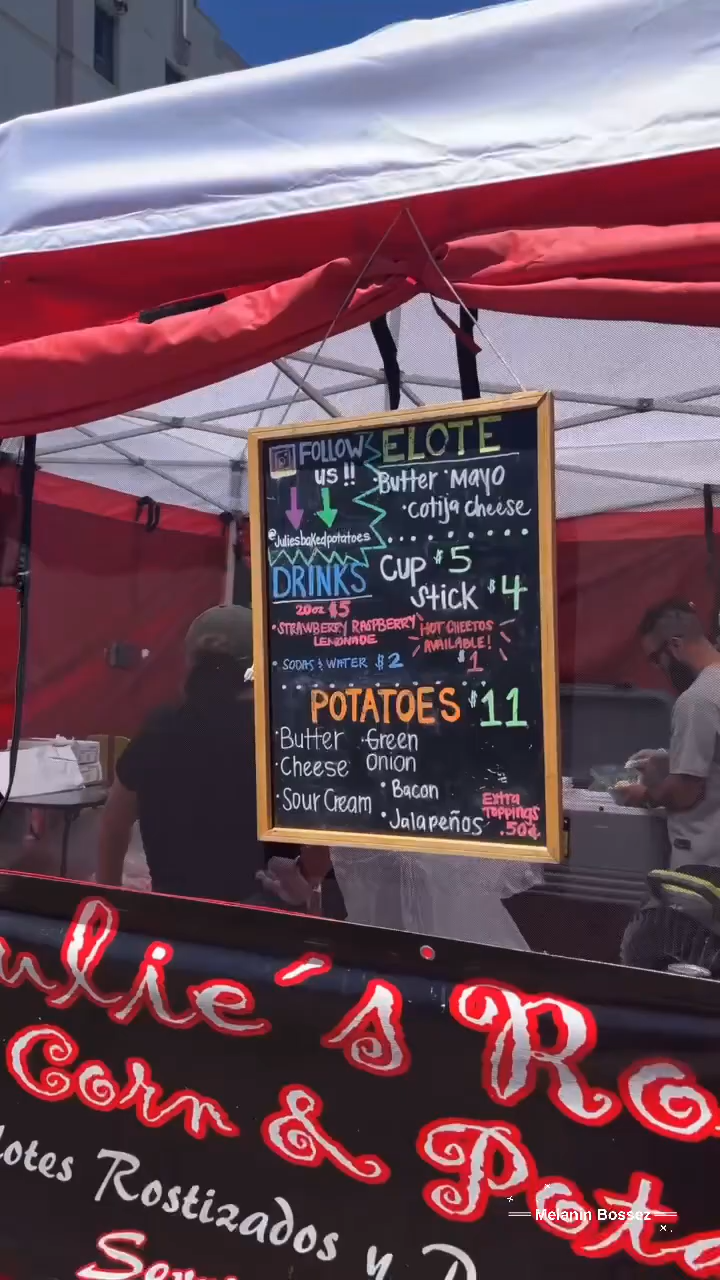 FOLLOW
us !!
@Juliesbakedpotatoes
ELOTE
Butter · Mayo
· Cotija cheese
Cup $5
Stick $4
DRINKS
20oz $5
· STRAWBERRY RASPBERRY
LEMONADE
· SODAS & WATER $2
HOT CHEETOS
AVAILABLE!
$1
POTATOES $11
· Butter
· Cheese
· Sour Cream
· Green
Onion
· Bacon
· Jalapeños
Extra
Toppings
.50¢
ulie's Ro
Corn & Pota
lotes Rostizados y
Melanin Bossez